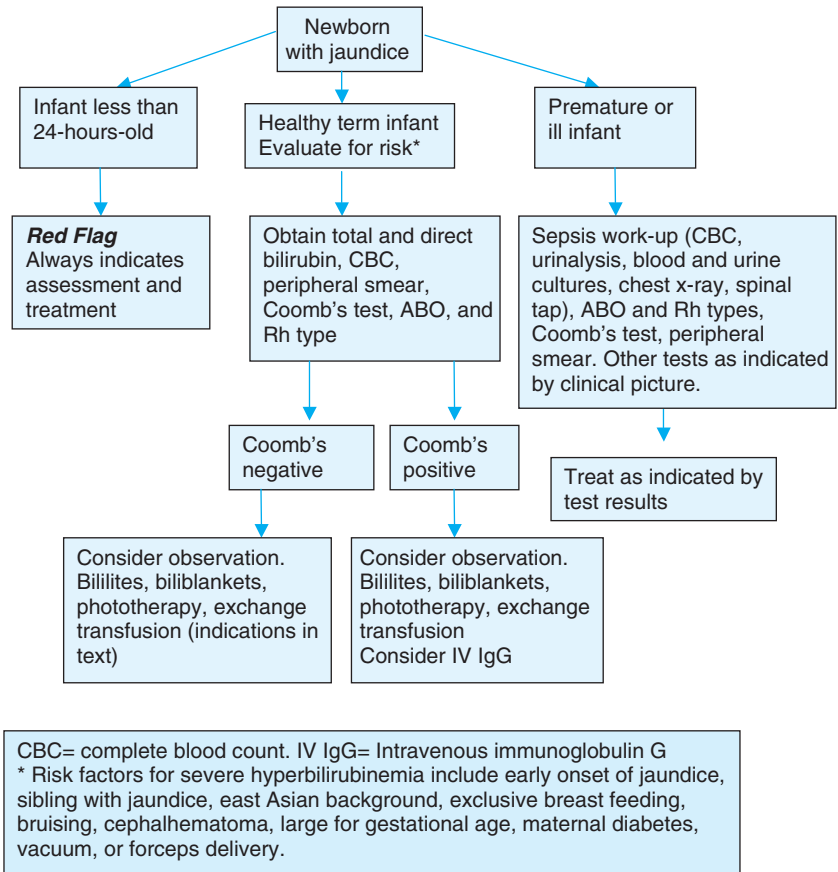 Newborn
with jaundice
Infant less than
24-hours-old
Healthy term infant
Evaluate for risk*
Premature or
ill infant
Red Flag
Always indicates
assessment and
treatment
Obtain total and direct
bilirubin, CBC,
peripheral smear,
Coomb's test, ABO, and
Rh type
Sepsis work-up (CBC,
urinalysis, blood and urine
cultures, chest x-ray, spinal
tap), ABO and Rh types,
Coomb's test, peripheral
smear. Other tests as indicated
by clinical picture.
Coomb's
negative
Coomb's
positive
Treat as indicated by
test results
Consider observation.
Bililites, biliblankets,
phototherapy, exchange
transfusion (indications in
text)
Consider observation.
Bililites, biliblankets,
phototherapy, exchange
transfusion
Consider IV IgG
CBC= complete blood count. IV IgG= Intravenous immunoglobulin G
* Risk factors for severe hyperbilirubinemia include early onset of jaundice,
sibling with jaundice, east Asian background, exclusive breast feeding,
bruising, cephalhematoma, large for gestational age, maternal diabetes,
vacuum, or forceps delivery.